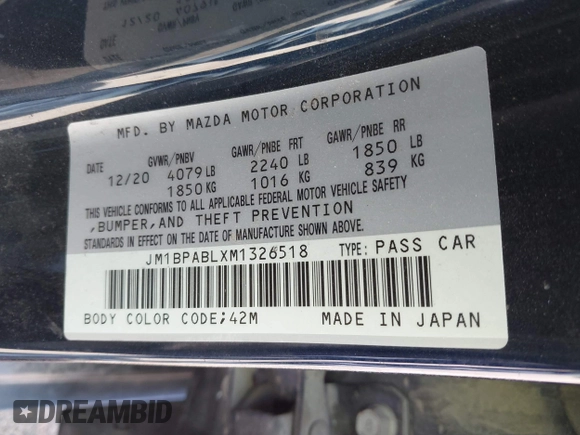 MFD. BY MAZDA MOTOR CORPORATION
DATE GVWR/PNBV GAWR/PNBE FRT GAWR/PNBE RR
12/20 4079 LB 2240 LB 1850 LB
1850 KG 1016 KG 839 KG
THIS VEHICLE CONFORMS TO ALL APPLICABLE FEDERAL MOTOR VEHICLE SAFETY
,BUMPER,AND THEFT PREVENTION
STANDARDS IN EFFECT ON THE DATE OF MANUFACTURE SHOWN ABOVE.
JM1BPABLXM1326518 TYPE: PASS CAR
BODY COLOR CODE;42M MADE IN JAPAN
DREAMBID